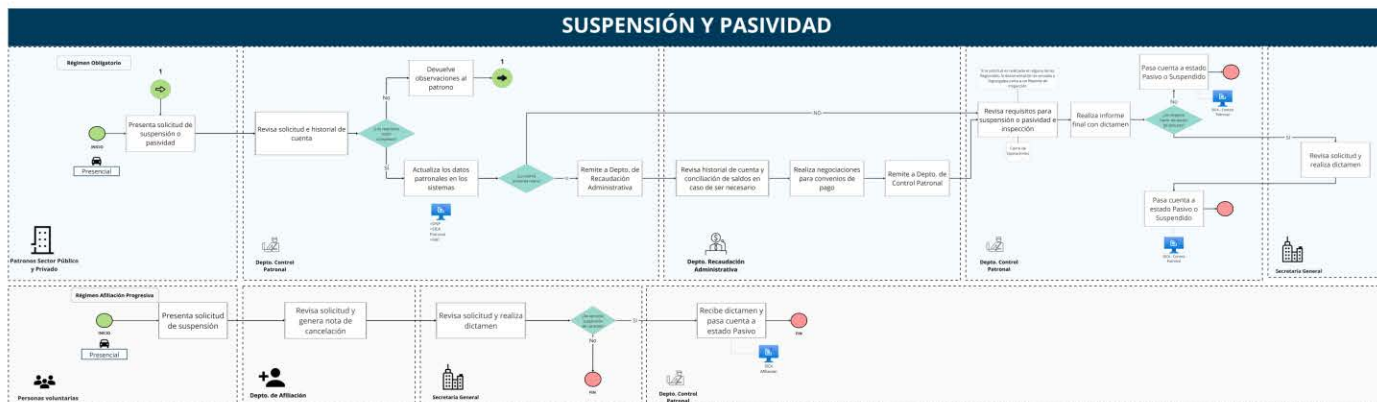 SUSPENSIÓN Y PASIVIDAD
Régimen Obligatorio
1
Presenta solicitud de
suspensión o
pasividad
INICIO
Presencial
Patronos Sector Público
y Privado
Devuelve
observaciones al
patrono
1
Revisa solicitud e historial de
cuenta
No
Si
Actualiza los datos
patronales en los
sistemas
Remite a Depto. de
Recaudación
Administrativa
Depto. Control
Patronal
NO
Revisa historial de cuenta y
conciliación de saldos en
caso de ser necesario
Realiza negociaciones
para convenios de
pago
Remite a Depto. de
Control Patronal
Depto. Recaudación
Administrativa
Revisa requisitos para
suspensión o pasividad e
inspección
Realiza informe
final con dictamen
Pasa cuenta a estado
Pasivo o Suspendido
No
Si
Pasa cuenta a
estado Pasivo o
Suspendido
Depto. Control
Patronal
Revisa solicitud y
realiza dictamen
Secretaría General
Régimen Afiliación Progresiva
INICIO
Presencial
Presenta solicitud
de suspensión
Personas voluntarias
Revisa solicitud y
genera nota de
cancelación
Depto. de Afiliación
Revisa solicitud y realiza
dictamen
Si
No
FIN
Secretaría General
Recibe dictamen y
pasa cuenta a
estado Pasivo
FIN
Depto. Control
Patronal